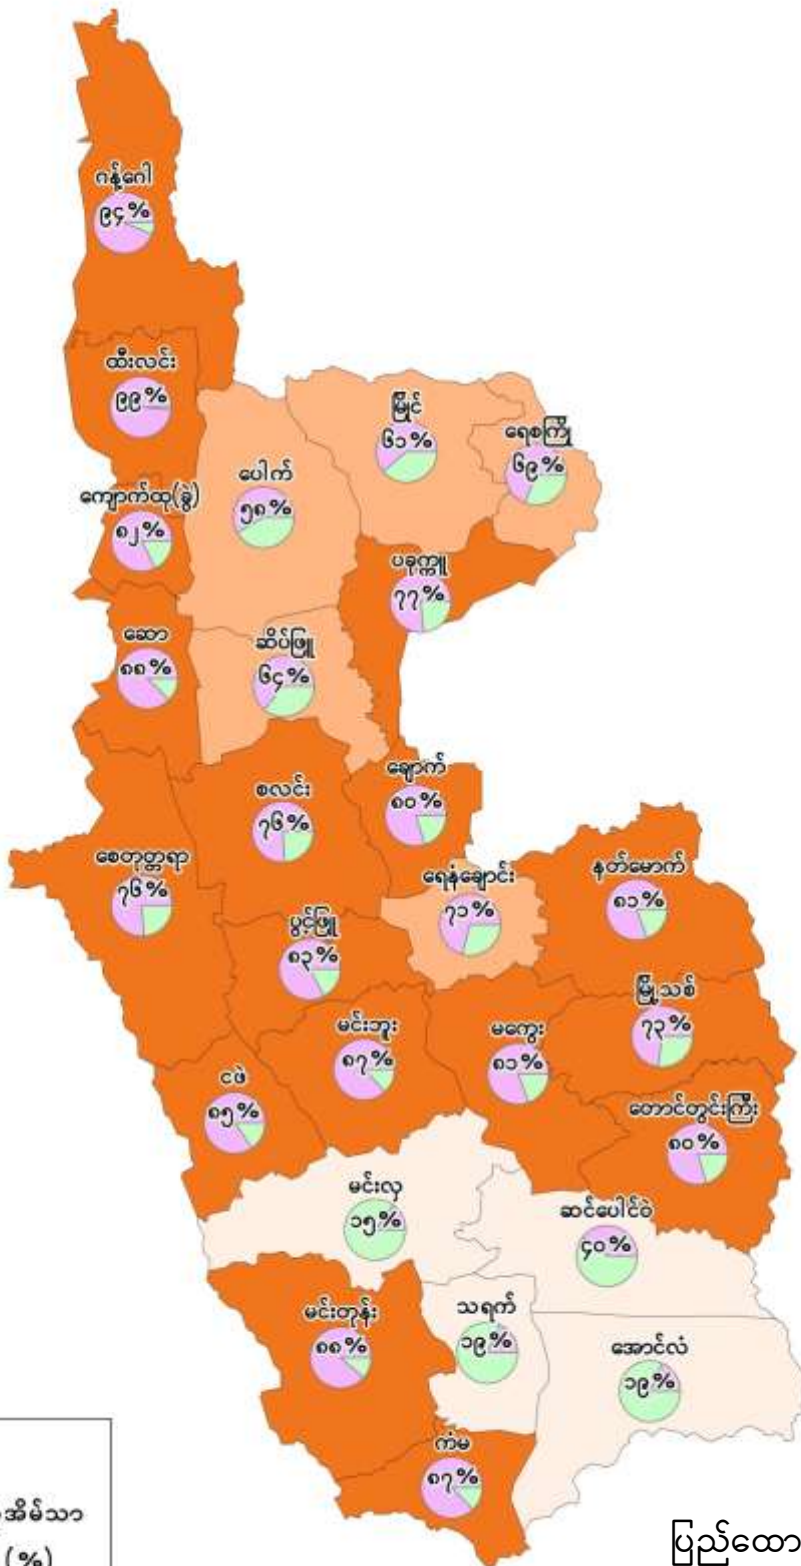 ဂန့်ဂေါ
၉၄%
ထီးလင်း
၉၉%
မြိုင်
၆၁%
ရေစကြို
၆၉%
ပေါက်
၅၈%
ကျောက်ထု(ခွဲ)
၈၂%
ပခုက္ကူ
၇၇%
ဆော
၈၈%
ဆိပ်ဖြူ
၆၄%
ချောက်
၈၀%
စလင်း
၇၆%
စေတုတ္တရာ
၇၆%
ရေနံချောင်း
၇၁%
နတ်မောက်
၈၁%
ပွင့်ဖြူ
၈၃%
မြို့သစ်
၇၃%
မင်းဘူး
၈၇%
မကွေး
၈၁%
ငဖဲ
၈၅%
တောင်တွင်းကြီး
၈၀%
မင်းလှ
၁၅%
ဆင်ပေါင်ဝဲ
၄၀%
မင်းတုန်း
၈၈%
သရက်
၁၉%
အောင်လံ
၁၉%
ကံမ
၈၇%
အိမ်သာ
(%)
ပြည်ထော